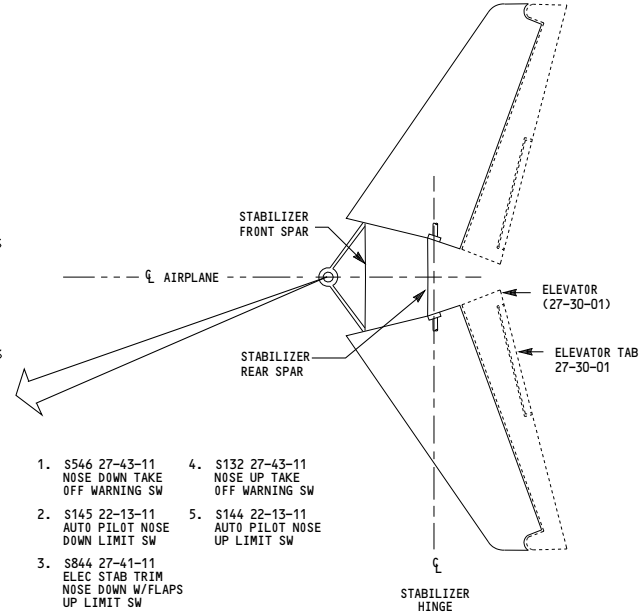 STABILIZER
FRONT SPAR
S
℄ AIRPLANE
ELEVATOR
(27-30-01)
S
STABILIZER
REAR SPAR
ELEVATOR TAB
27-30-01
1. S546 27-43-11
NOSE DOWN TAKE
OFF WARNING SW
2. S145 22-13-11
AUTO PILOT NOSE
DOWN LIMIT SW
3. S844 27-41-11
ELEC STAB TRIM
NOSE DOWN W/FLAPS
UP LIMIT SW
4. S132 27-43-11
NOSE UP TAKE
OFF WARNING SW
5. S144 22-13-11
AUTO PILOT NOSE
UP LIMIT SW
℄
STABILIZER
HINGE